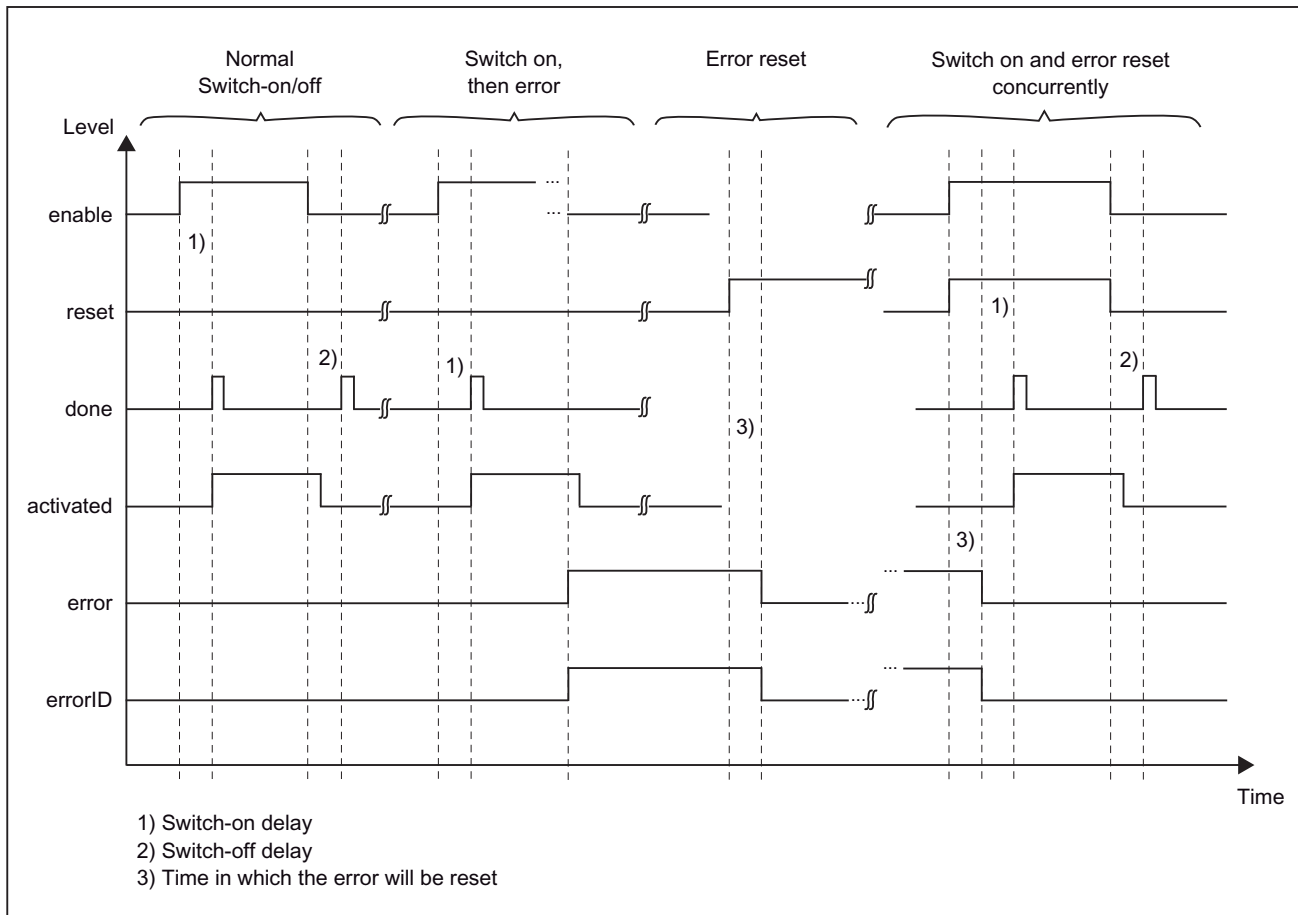 Normal
Switch-on/off
Switch on,
then error
Error reset
Switch on and error reset
concurrently
Level
enable
...
...
1)
reset
1)
done
2)
1)
2)
3)
activated
3)
error
...
...
errorID
...
...
Time
1) Switch-on delay
2) Switch-off delay
3) Time in which the error will be reset